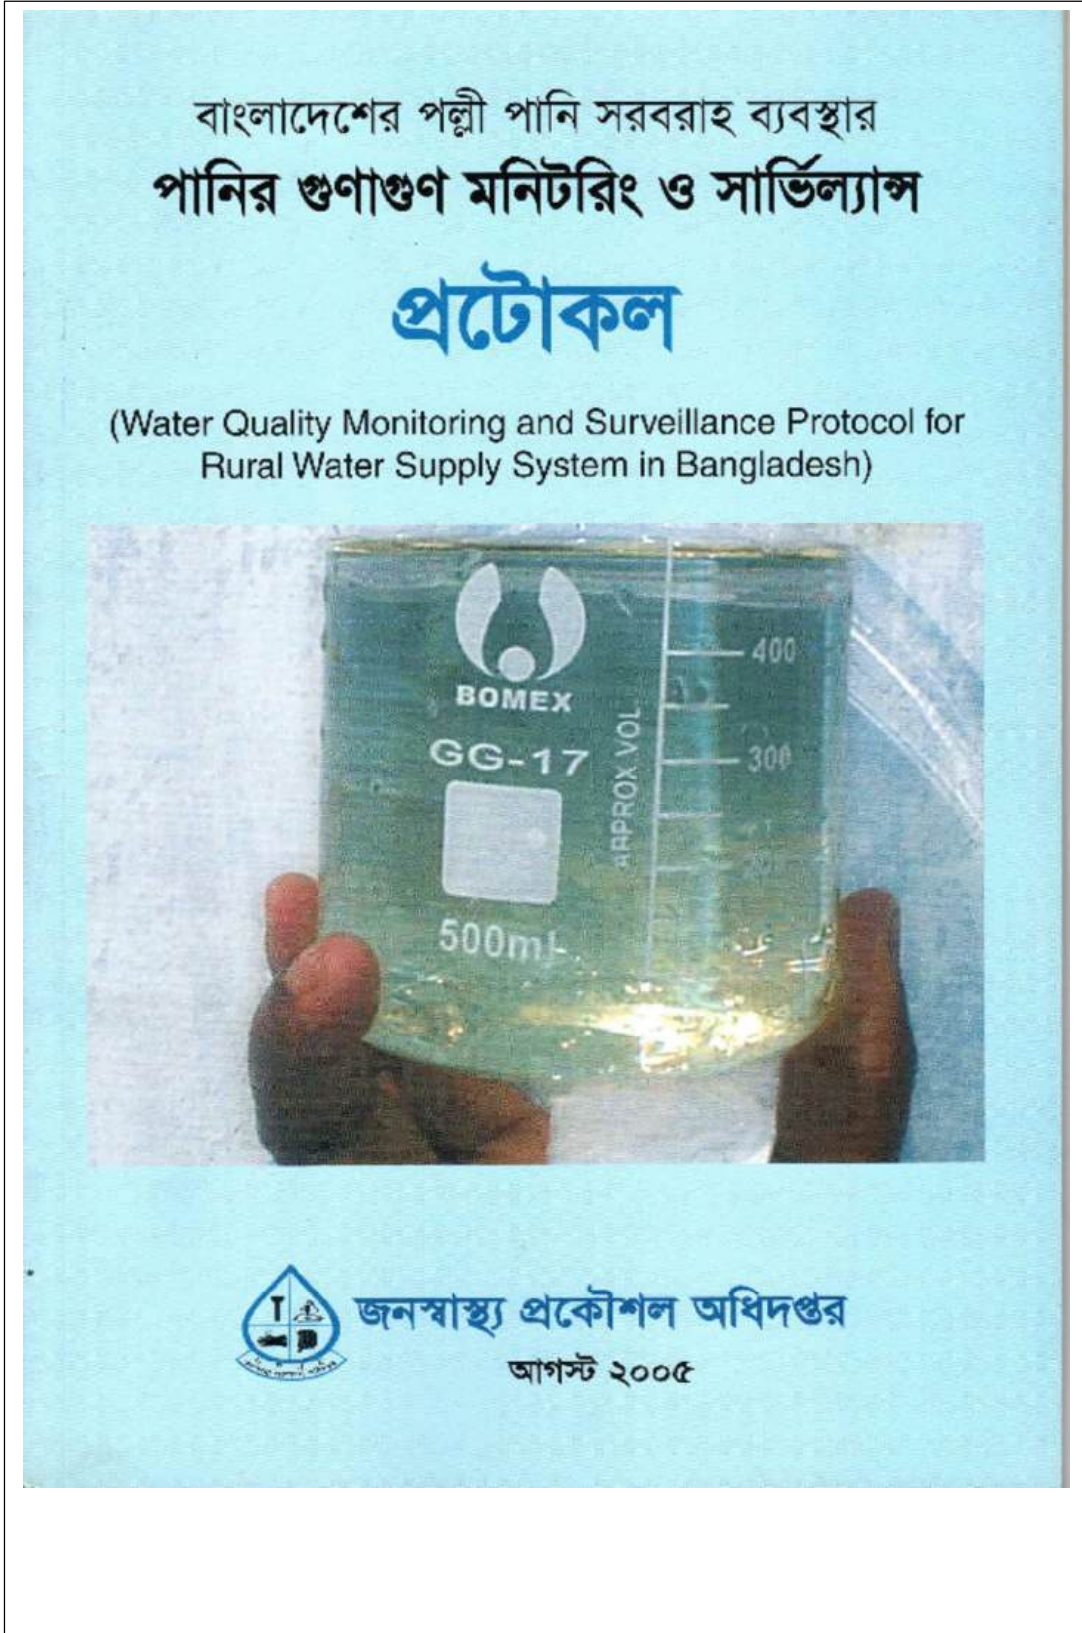 বাংলাদেশের পল্লী পানি সরবরাহ ব্যবস্থার
পানির গুণাগুণ মনিটরিং ও সার্ভিল্যান্স
প্রটোকল
(Water Quality Monitoring and Surveillance Protocol for
Rural Water Supply System in Bangladesh)
400
BOMEX
GG-17
300
APPROX VOL
500ml
জনস্বাস্থ্য প্রকৌশল অধিদপ্তর
আগস্ট ২০০৫